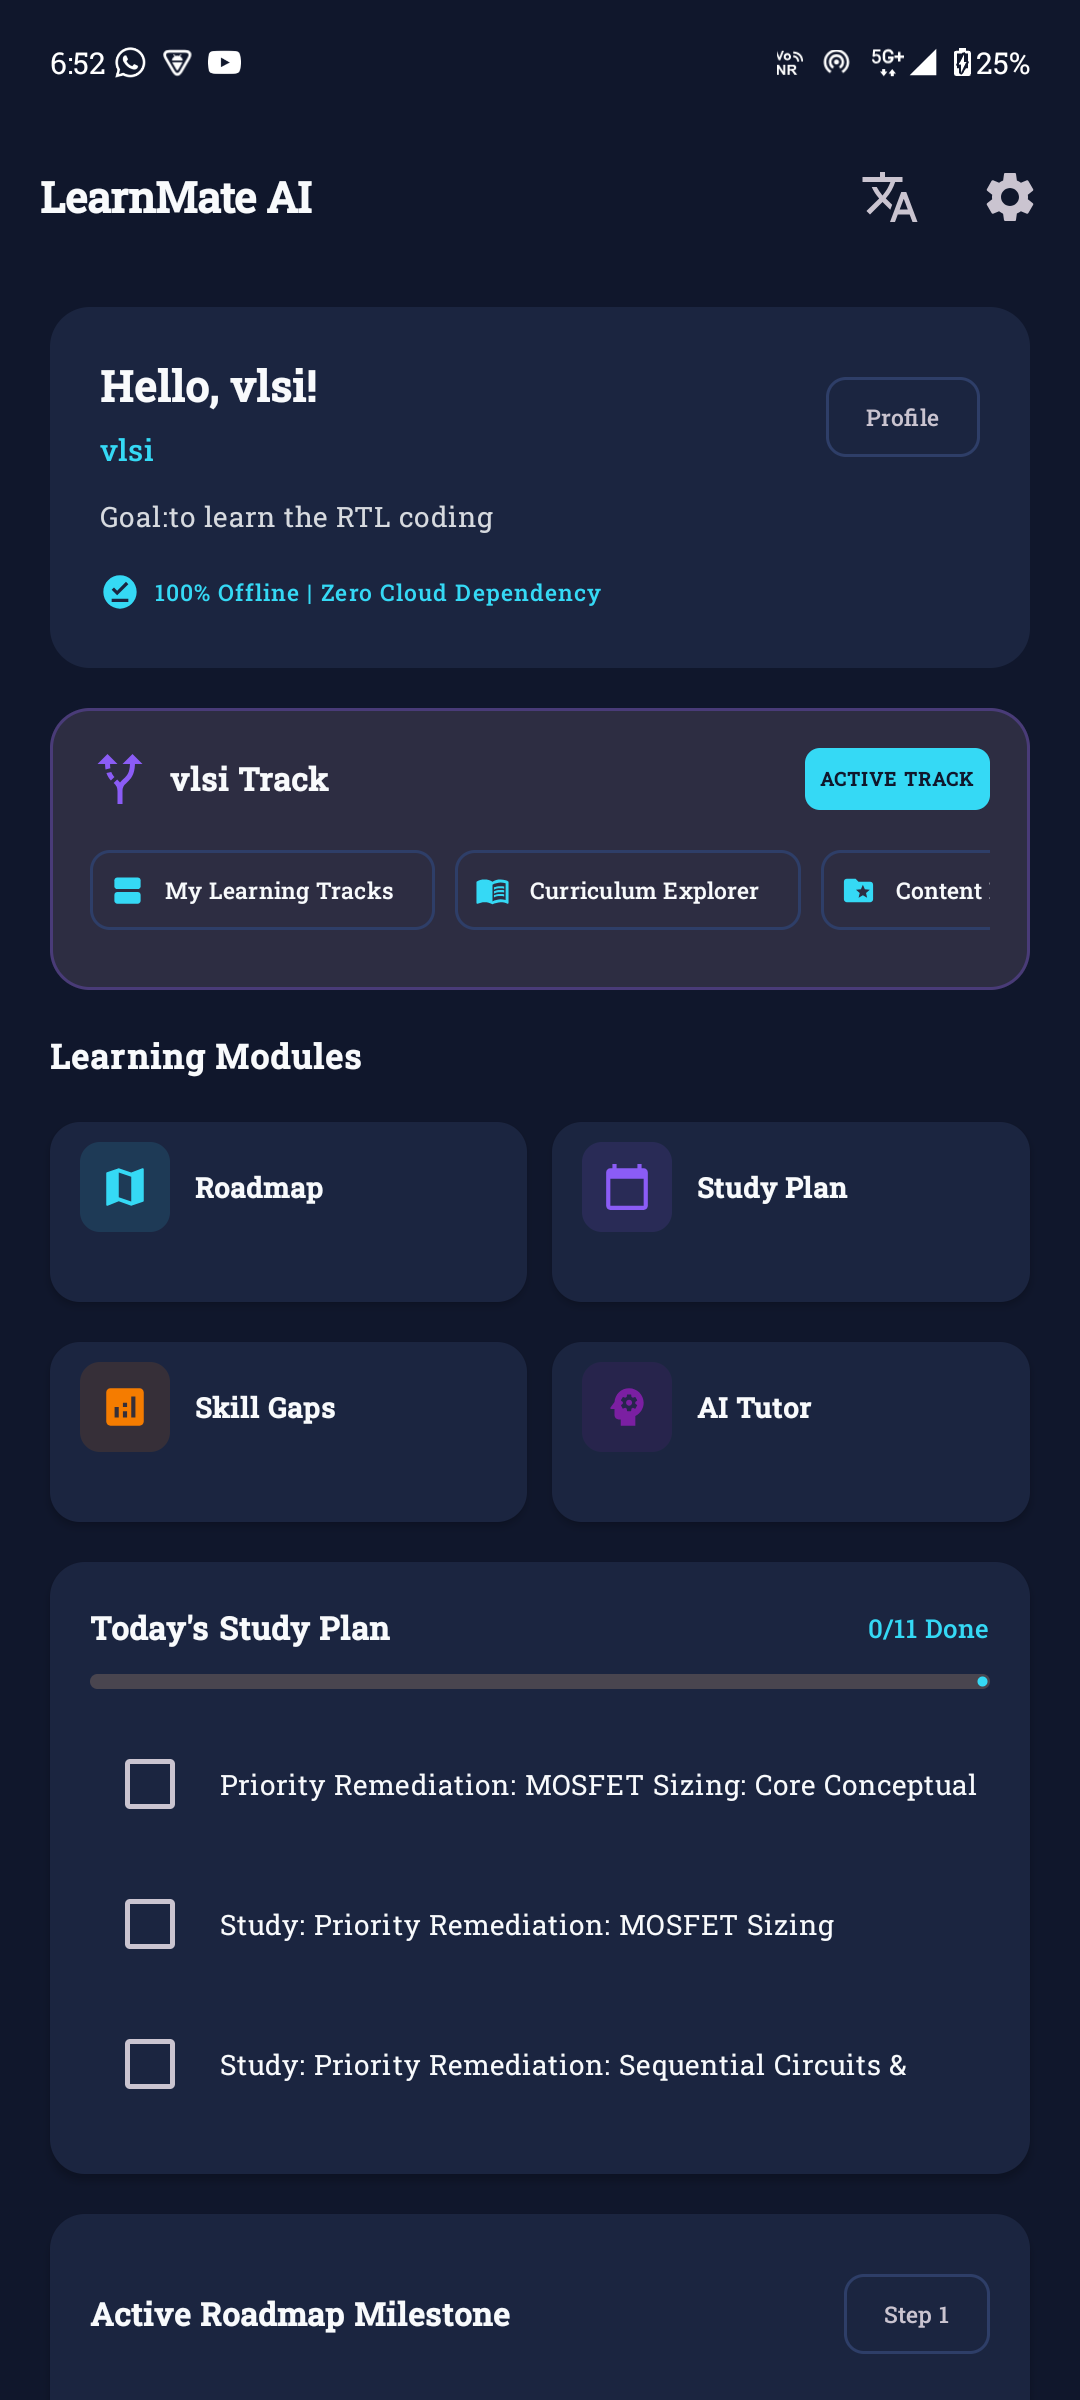 6:52
Vo NR 5G+ 25%
LearnMate AI
Hello, vlsi!
Profile
vlsi
Goal:to learn the RTL coding
100% Offline | Zero Cloud Dependency
vlsi Track
ACTIVE TRACK
My Learning Tracks
Curriculum Explorer
Content
Learning Modules
Roadmap
Study Plan
Skill Gaps
AI Tutor
Today's Study Plan
0/11 Done
Priority Remediation: MOSFET Sizing: Core Conceptual
Study: Priority Remediation: MOSFET Sizing
Study: Priority Remediation: Sequential Circuits &
Active Roadmap Milestone
Step 1